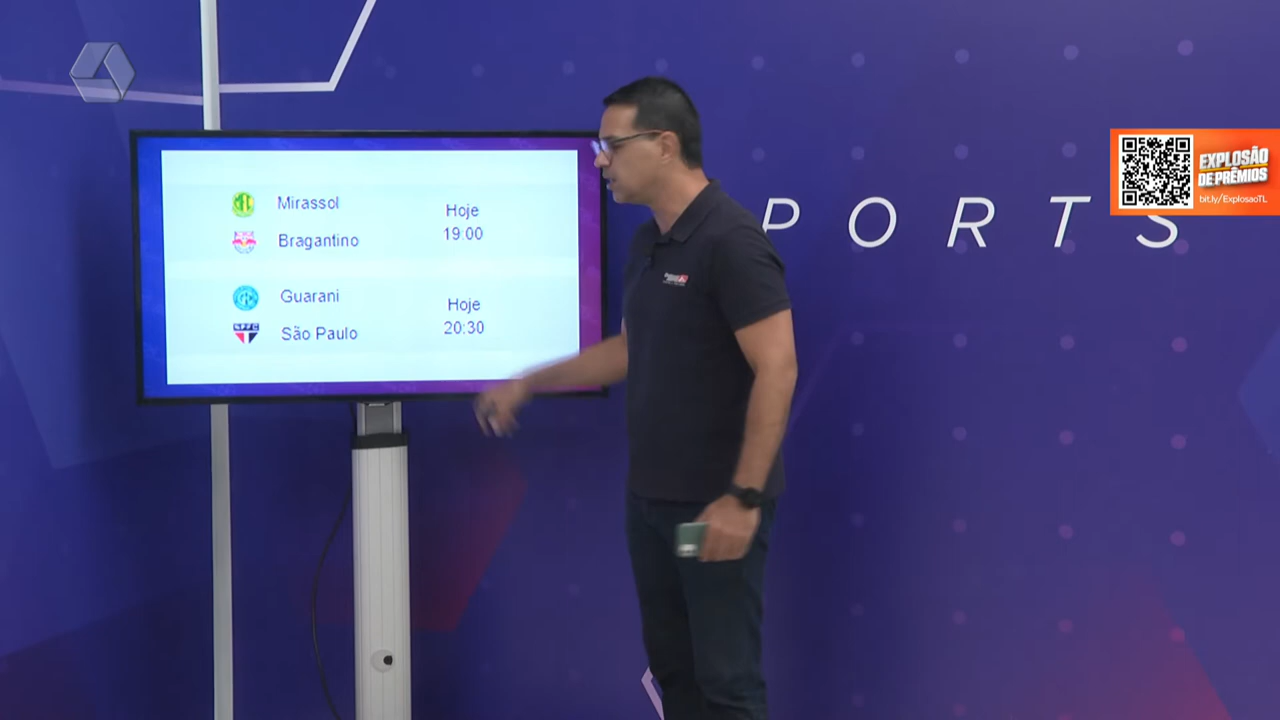 Mirassol
Hoje
19:00
Bragantino
Guarani
Hoje
20:30
São Paulo
SPFC
PORTS
EXPLOSÃO
DE PRÊMIOS
bit.ly/ExplosaoTL